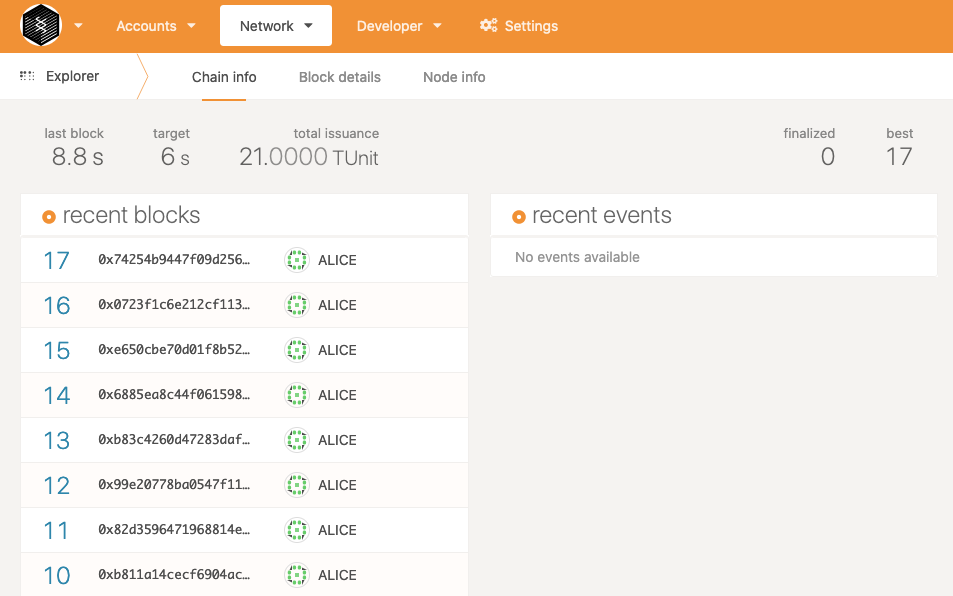 Accounts Network Developer Settings
Explorer Chain info Block details Node info
last block target total issuance finalized best
8.8 s 6 s 21.0000 TUnit 0 17
recent blocks
17 0x74254b9447f09d256…  ALICE
16 0x0723f1c6e212cf113…  ALICE
15 0xe650cbe70d01f8b52…  ALICE
14 0x6885ea8c44f061598…  ALICE
13 0xb83c4260d47283daf…  ALICE
12 0x99e20778ba0547f11…  ALICE
11 0x82d3596471968814e…  ALICE
10 0xb811a14cecf6904ac…  ALICE
recent events
No events available